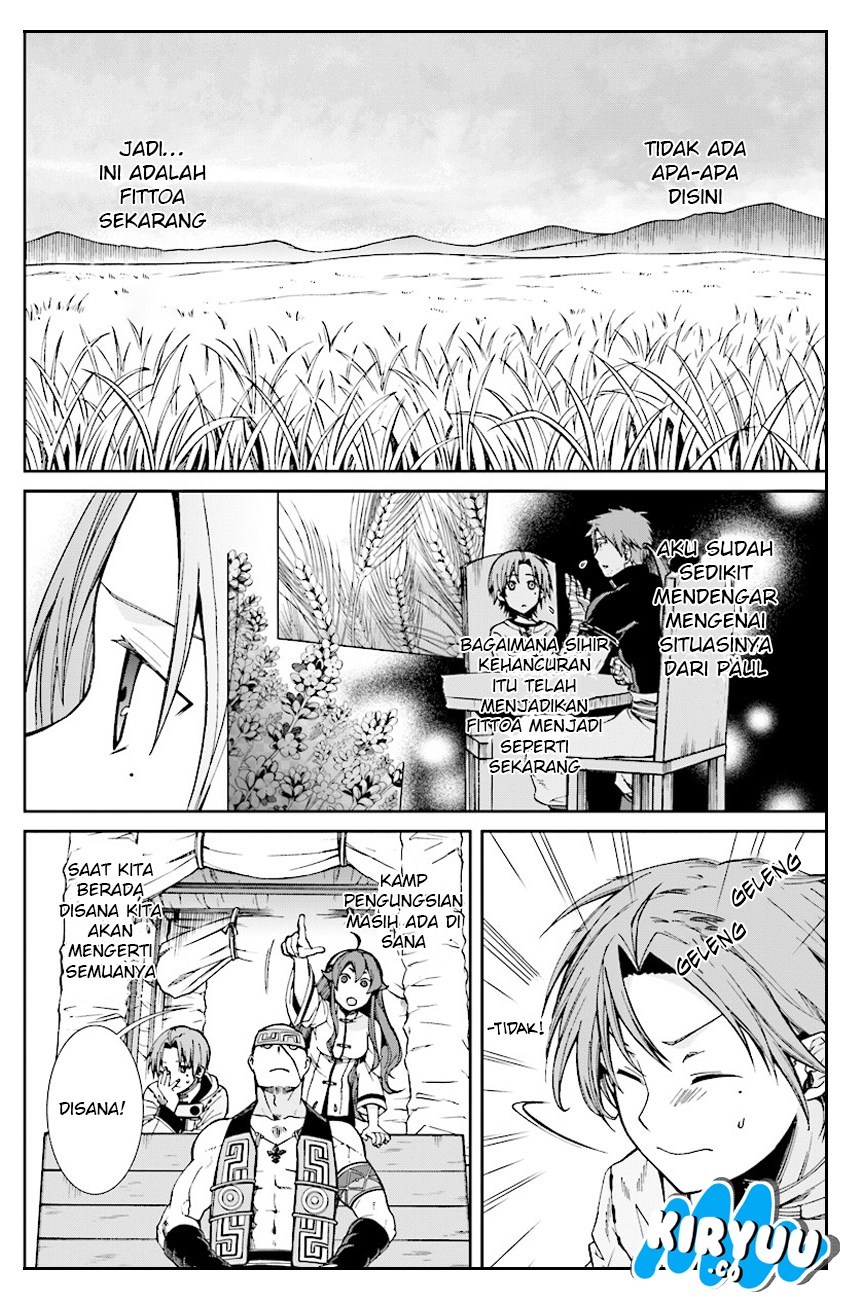 TIDAK ADA
APA-APA
DISINI
JADI...
INI ADALAH
FITTOA
SEKARANG
AKU SUDAH
SEDIKIT
MENDENGAR
MENGENAI
SITUASINYA
DARI PAUL
BAGAIMANA SIHIR
KEHANCURAN
ITU TELAH
MENJADIKAN
FITTOA MENJADI
SEPERTI
SEKARANG
GELENG
GELENG
-TIDAK!
KAMP
PENGUNGSIAN
MASIH ADA DI
SANA
SAAT KITA
BERADA
DISANA KITA
AKAN
MENGERTI
SEMUANYA
DISANA!
KIRYUU
.CO